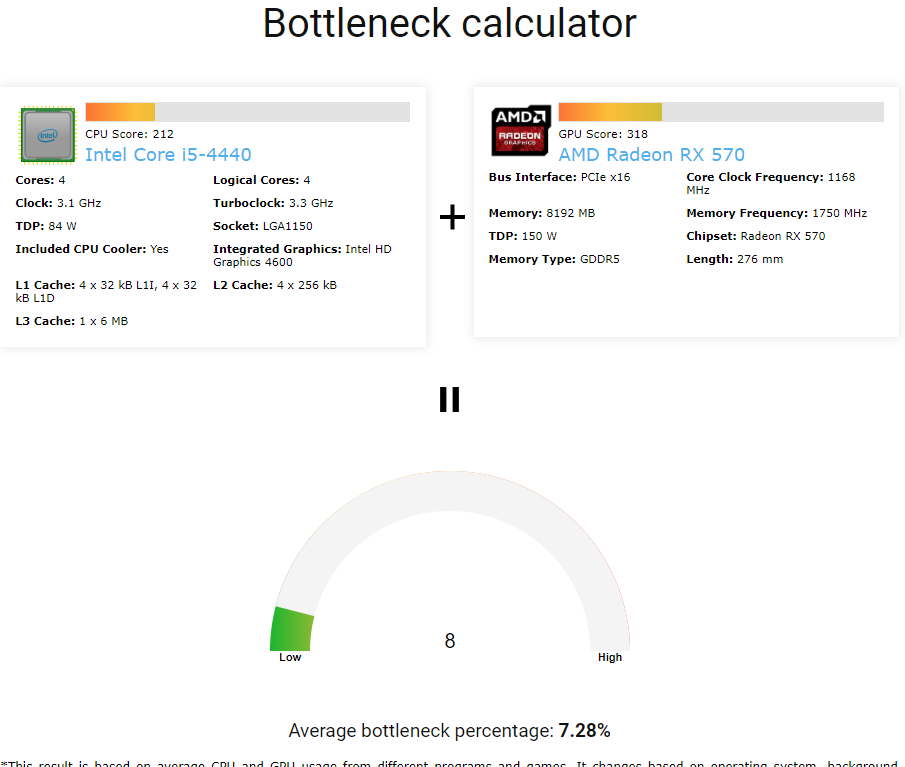 Bottleneck calculator
intel
CPU Score: 212
Intel Core i5-4440
Cores: 4
Logical Cores: 4
Clock: 3.1 GHz
Turboclock: 3.3 GHz
TDP: 84 W
Socket: LGA1150
Included CPU Cooler: Yes
Integrated Graphics: Intel HD
Graphics 4600
L1 Cache: 4 x 32 kB L1I, 4 x 32
kB L1D
L2 Cache: 4 x 256 kB
L3 Cache: 1 x 6 MB
+
AMD
RADEON
GRAPHICS
GPU Score: 318
AMD Radeon RX 570
Bus Interface: PCIe x16
Core Clock Frequency: 1168
MHz
Memory: 8192 MB
Memory Frequency: 1750 MHz
TDP: 150 W
Chipset: Radeon RX 570
Memory Type: GDDR5
Length: 276 mm
8
Low
High
Average bottleneck percentage: 7.28%
*This result is based on average CPU and GPU usage from different programs and games. It changes based on operating system, background